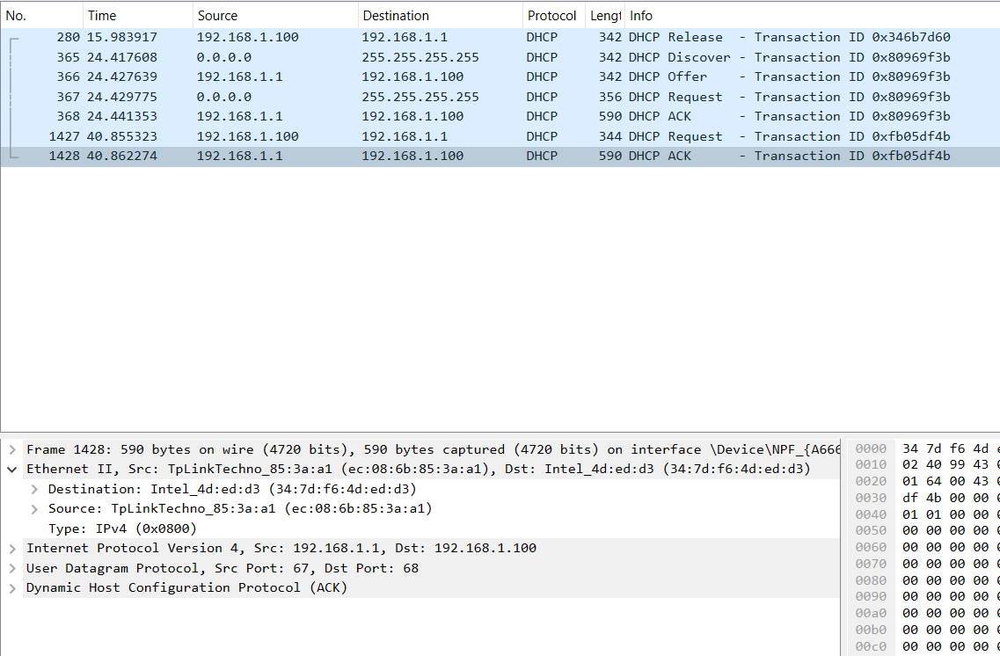 No. Time Source Destination Protocol Lengt Info
280 15.983917 192.168.1.100 192.168.1.1 DHCP 342 DHCP Release - Transaction ID 0x346b7d60
365 24.417608 0.0.0.0 255.255.255.255 DHCP 342 DHCP Discover - Transaction ID 0x80969f3b
366 24.427639 192.168.1.1 192.168.1.100 DHCP 342 DHCP Offer - Transaction ID 0x80969f3b
367 24.429775 0.0.0.0 255.255.255.255 DHCP 356 DHCP Request - Transaction ID 0x80969f3b
368 24.441353 192.168.1.1 192.168.1.100 DHCP 590 DHCP ACK - Transaction ID 0x80969f3b
1427 40.855323 192.168.1.100 192.168.1.1 DHCP 344 DHCP Request - Transaction ID 0xfb05df4b
1428 40.862274 192.168.1.1 192.168.1.100 DHCP 590 DHCP ACK - Transaction ID 0xfb05df4b
Frame 1428: 590 bytes on wire (4720 bits), 590 bytes captured (4720 bits) on interface \Device\NPF_{A666
Ethernet II, Src: TpLinkTechno_85:3a:a1 (ec:08:6b:85:3a:a1), Dst: Intel_4d:ed:d3 (34:7d:f6:4d:ed:d3)
Destination: Intel_4d:ed:d3 (34:7d:f6:4d:ed:d3)
Source: TpLinkTechno_85:3a:a1 (ec:08:6b:85:3a:a1)
Type: IPv4 (0x0800)
Internet Protocol Version 4, Src: 192.168.1.1, Dst: 192.168.1.100
User Datagram Protocol, Src Port: 67, Dst Port: 68
Dynamic Host Configuration Protocol (ACK)
0000 34 7d f6 4d
0010 02 40 99 43
0020 01 64 00 43
0030 df 4b 00 00
0040 01 01 00 00
0050 00 00 00 00
0060 00 00 00 00
0070 00 00 00 00
0080 00 00 00 00
0090 00 00 00 00
00a0 00 00 00 00
00b0 00 00 00 00
00c0 00 00 00 00